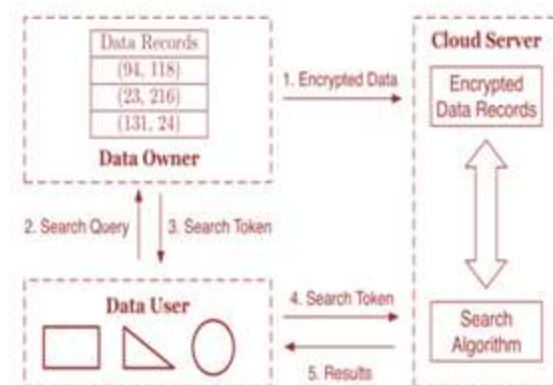 Data Records
(94, 118)
(23, 216)
(131, 24)
Data Owner
1. Encrypted Data
Cloud Server
Encrypted
Data Records
2. Search Query
3. Search Token
Data User
4. Search Token
5. Results
Search
Algorithm